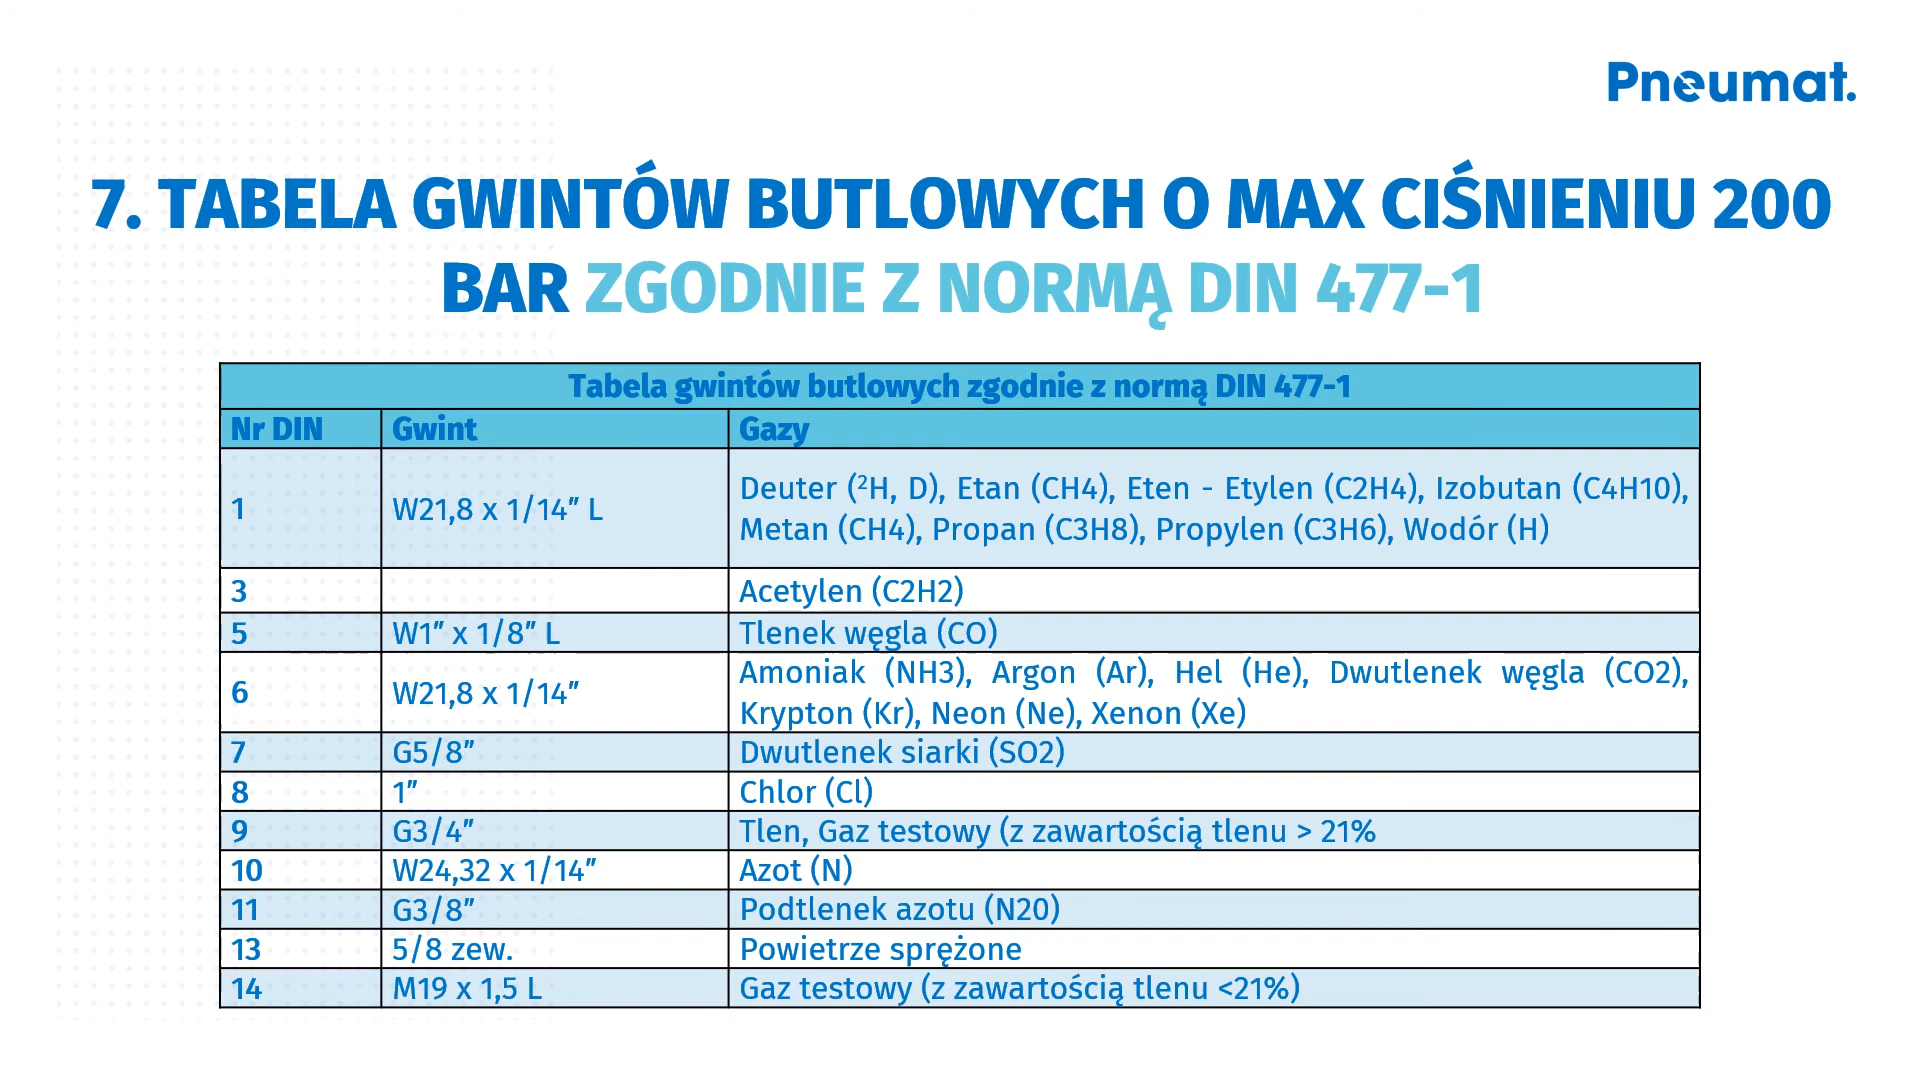 Pneumat.
7. TABELA GWINTÓW BUTLOWYCH O MAX CIŚNIENIU 200
BAR ZGODNIE Z NORMĄ DIN 477-1
Tabela gwintów butlowych zgodnie z normą DIN 477-1
Nr DIN Gwint Gazy
1 W21,8 x 1/14” L Deuter (²H, D), Etan (CH4), Eten - Etylen (C2H4), Izobutan (C4H10),
Metan (CH4), Propan (C3H8), Propylen (C3H6), Wodór (H)
3 Acetylen (C2H2)
5 W1” x 1/8” L Tlenek węgla (CO)
6 W21,8 x 1/14” Amoniak (NH3), Argon (Ar), Hel (He), Dwutlenek węgla (CO2),
Krypton (Kr), Neon (Ne), Xenon (Xe)
7 G5/8” Dwutlenek siarki (SO2)
8 1” Chlor (Cl)
9 G3/4” Tlen, Gaz testowy (z zawartością tlenu > 21%
10 W24,32 x 1/14” Azot (N)
11 G3/8” Podtlenek azotu (N20)
13 5/8 zew. Powietrze sprężone
14 M19 x 1,5 L Gaz testowy (z zawartością tlenu <21%)